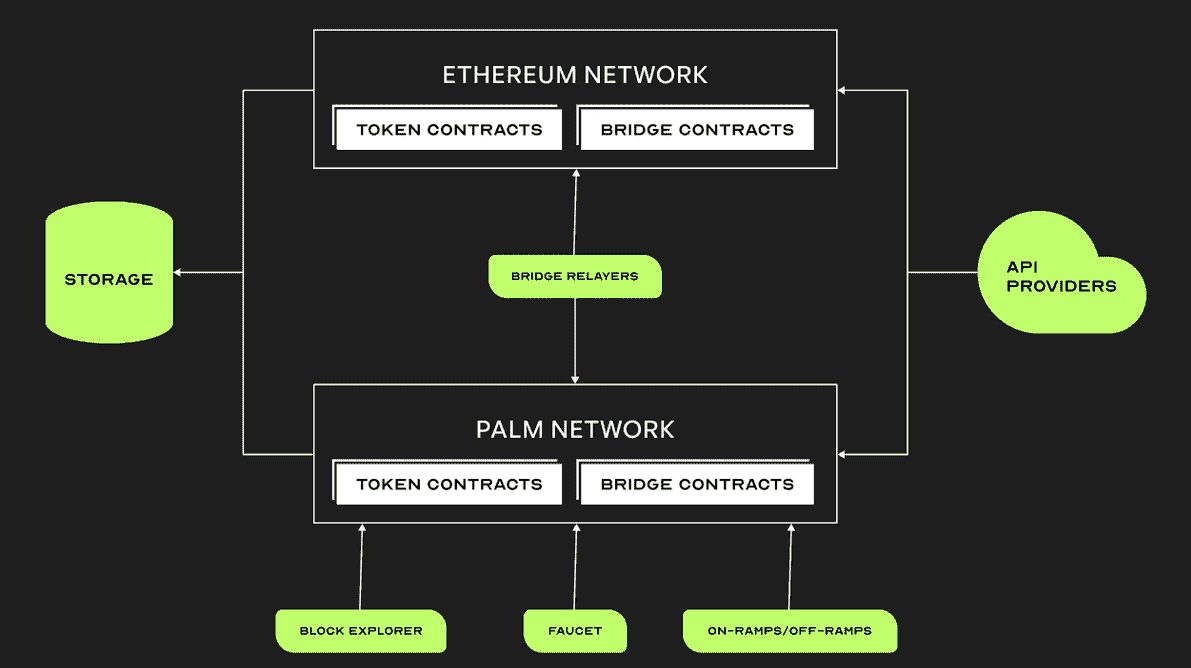 ETHEREUM NETWORK
TOKEN CONTRACTS
BRIDGE CONTRACTS
STORAGE
BRIDGE RELAYERS
API
PROVIDERS
PALM NETWORK
TOKEN CONTRACTS
BRIDGE CONTRACTS
BLOCK EXPLORER
FAUCET
ON-RAMPS/OFF-RAMPS